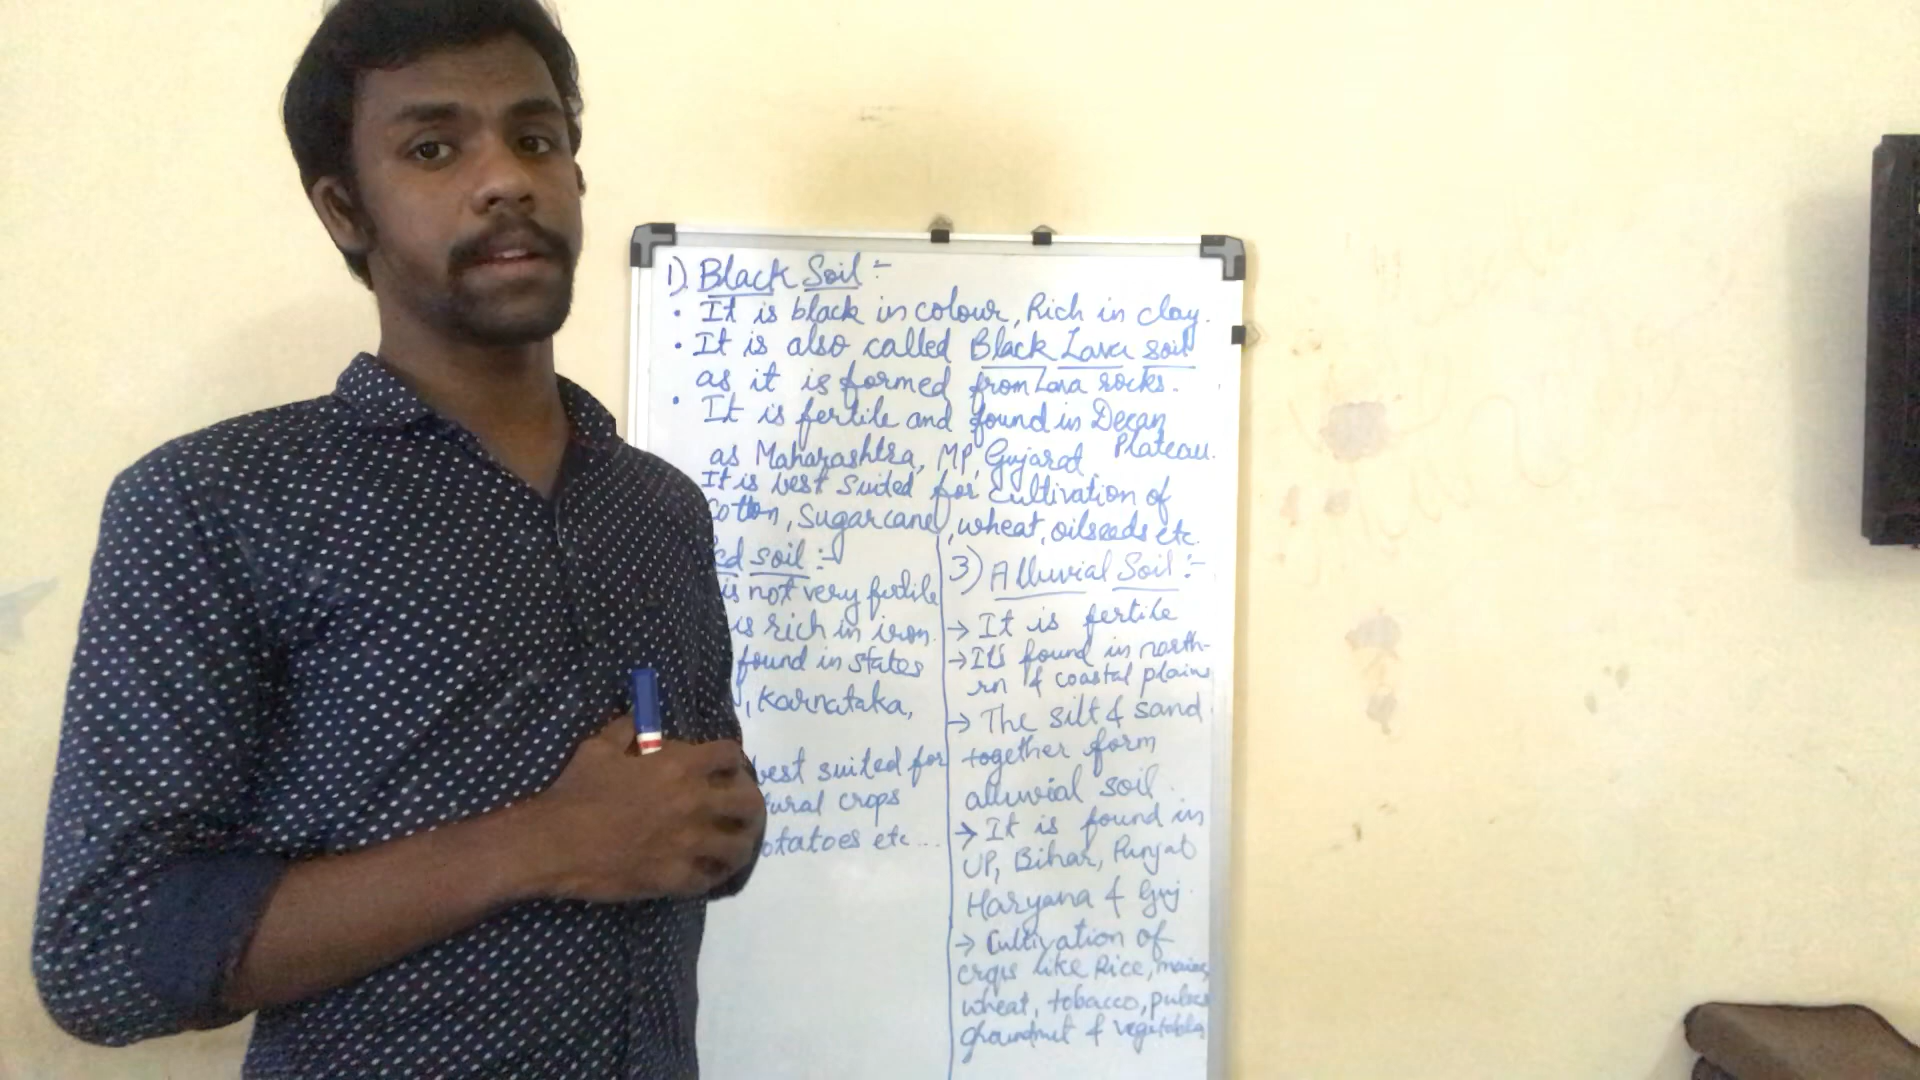 1) Black Soil :-
• It is black in colour, Rich in clay.
• It is also called Black Lava soil
as it is formed from Lava rocks.
• It is fertile and found in Decan
Plateau.
as Maharashtra, MP, Gujarat
It is best suited for cultivation of
cotton, sugarcane, wheat, oilseeds etc.
ed soil :-
is not very fertile
is rich in iron.
found in states
, Karnataka,
best suited for
tural crops
otatoes etc...
3) Alluvial Soil :-
→ It is fertile
→ It's found in north-
rn & coastal plains
→ The silt & sand
together form
alluvial soil.
→ It is found in
UP, Bihar, Punjab
Haryana & Guj.
→ Cultivation of
crops like Rice,
wheat, tobacco, pulses
Groundnut & vegetables